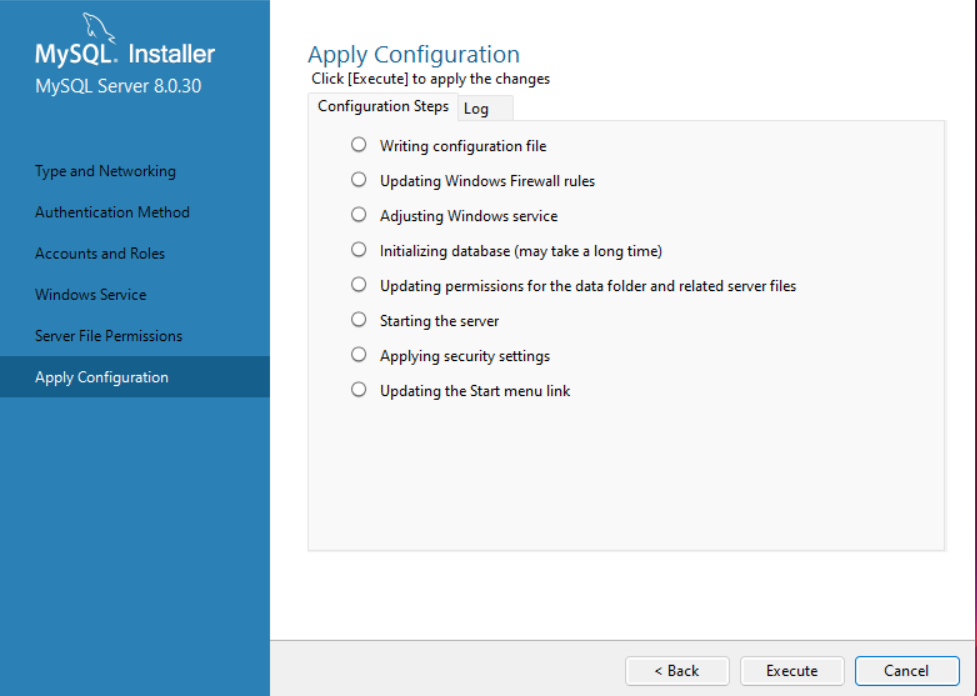 MySQL. Installer
MySQL Server 8.0.30
Type and Networking
Authentication Method
Accounts and Roles
Windows Service
Server File Permissions
Apply Configuration
Apply Configuration
Click [Execute] to apply the changes
Configuration Steps
Log
Writing configuration file
Updating Windows Firewall rules
Adjusting Windows service
Initializing database (may take a long time)
Updating permissions for the data folder and related server files
Starting the server
Applying security settings
Updating the Start menu link
< Back
Execute
Cancel